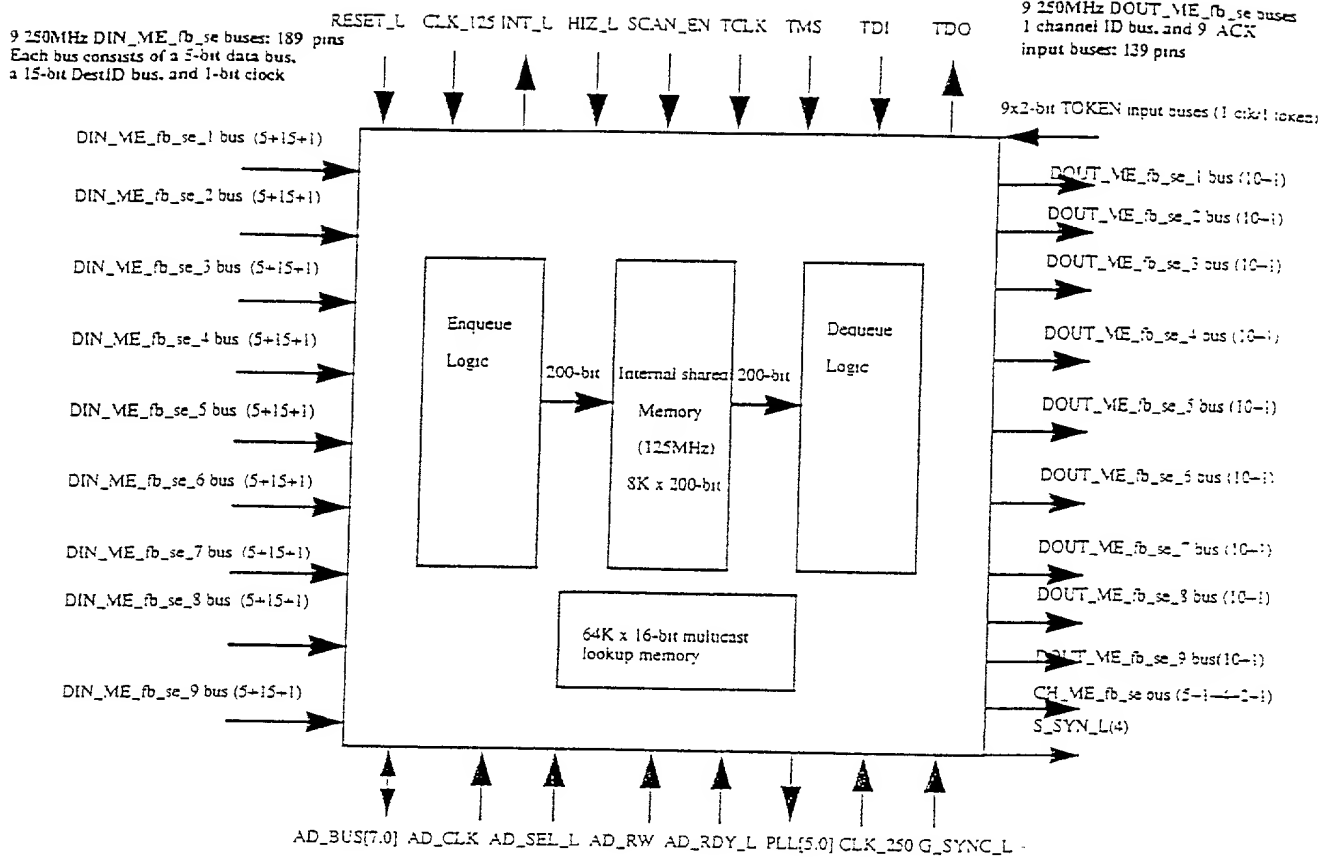 9 250MHz DIN_ME_fb_se buses: 189 pins
Each bus consists of a 5-bit data bus,
a 15-bit DestID bus, and 1-bit clock
RESET_L CLK_125 INT_L HIZ_L SCAN_EN TCLK TMS TDI TDO
9 250MHz DOUT_ME_fb_se buses
1 channel ID bus, and 9 ACK
input buses: 139 pins
9x2-bit TOKEN input buses (1 clk/1 token)
DIN_ME_fb_se_1 bus (5+15+1)
DIN_ME_fb_se_2 bus (5+15+1)
DIN_ME_fb_se_3 bus (5+15+1)
DIN_ME_fb_se_4 bus (5+15+1)
DIN_ME_fb_se_5 bus (5+15+1)
DIN_ME_fb_se_6 bus (5+15+1)
DIN_ME_fb_se_7 bus (5+15+1)
DIN_ME_fb_se_8 bus (5+15+1)
DIN_ME_fb_se_9 bus (5+15+1)
Enqueue
Logic
200-bit
Internal shared
Memory
(125MHz)
8K x 200-bit
200-bit
Dequeue
Logic
64K x 16-bit multicast
lookup memory
DOUT_ME_fb_se_1 bus (10+1)
DOUT_ME_fb_se_2 bus (10+1)
DOUT_ME_fb_se_3 bus (10+1)
DOUT_ME_fb_se_4 bus (10+1)
DOUT_ME_fb_se_5 bus (10+1)
DOUT_ME_fb_se_6 bus (10+1)
DOUT_ME_fb_se_7 bus (10+1)
DOUT_ME_fb_se_8 bus (10+1)
DOUT_ME_fb_se_9 bus(10+1)
CH_ME_fb_se bus
S_SYN_L(4)
AD_BUS[7.0] AD_CLK AD_SEL_L AD_RW AD_RDY_L PLL[5.0] CLK_250 G_SYNC_L